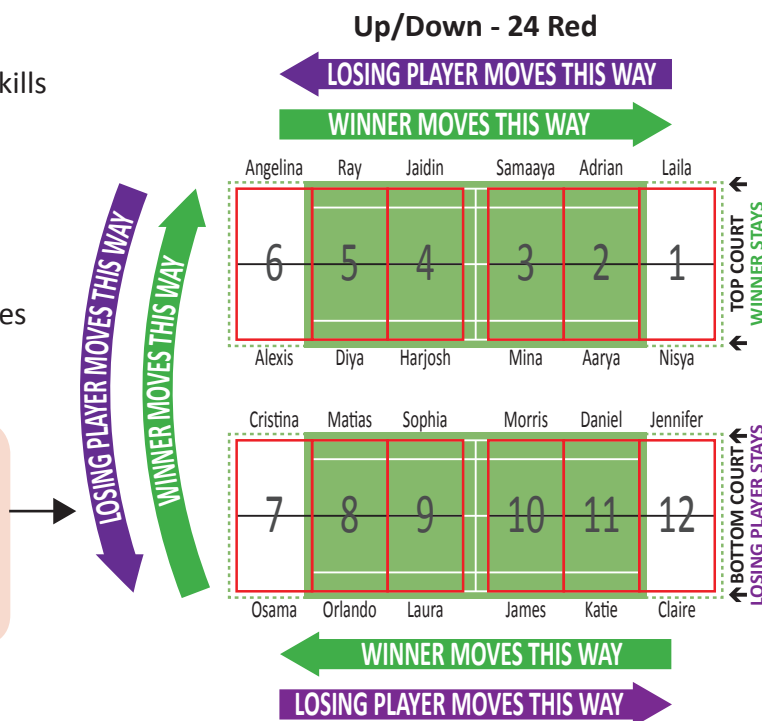 Up/Down - 24 Red
kills
LOSING PLAYER MOVES THIS WAY
WINNER MOVES THIS WAY
Angelina Ray Jaidin Samaaya Adrian Laila
6 5 4 3 2 1
Alexis Diya Harjosh Mina Aarya Nisya
TOP COURT
WINNER STAYS
LOSING PLAYER MOVES THIS WAY
WINNER MOVES THIS WAY
es
Cristina Matias Sophia Morris Daniel Jennifer
7 8 9 10 11 12
Osama Orlando Laura James Katie Claire
BOTTOM COURT
LOSING PLAYER STAYS
WINNER MOVES THIS WAY
LOSING PLAYER MOVES THIS WAY